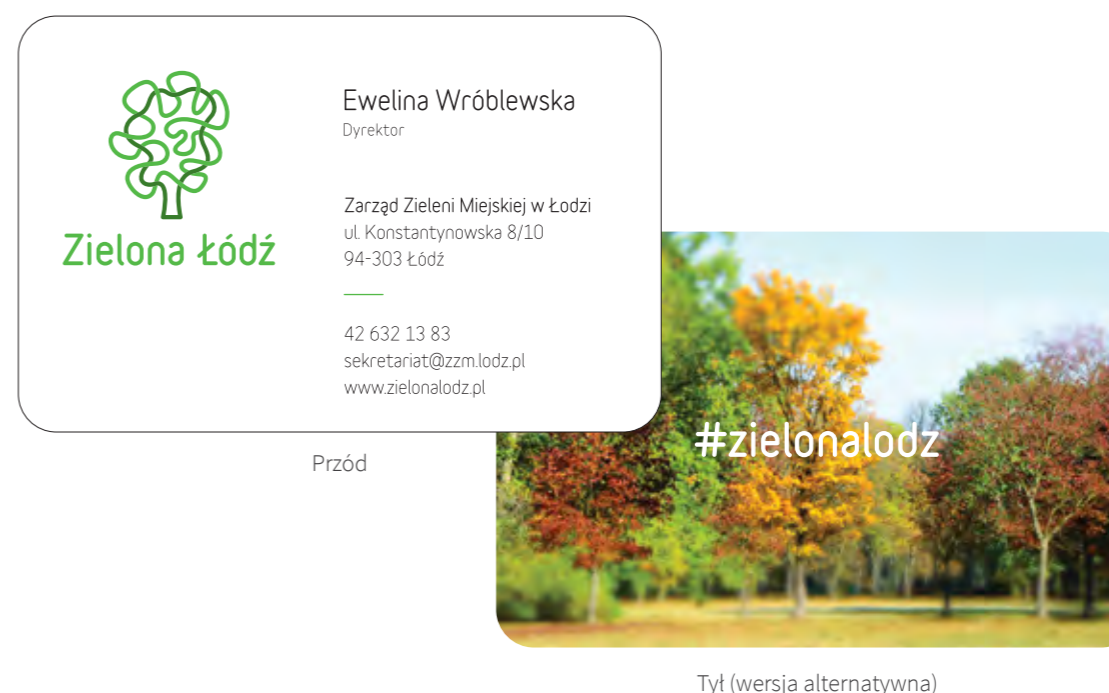 Zielona Łódź
Ewelina Wróblewska
Dyrektor
Zarząd Zieleni Miejskiej w Łodzi
ul. Konstantynowska 8/10
94-303 Łódź
42 632 13 83
sekretariat@zzm.lodz.pl
www.zielonalodz.pl
Przód
#zielonalodz
Tył (wersja alternatywna)